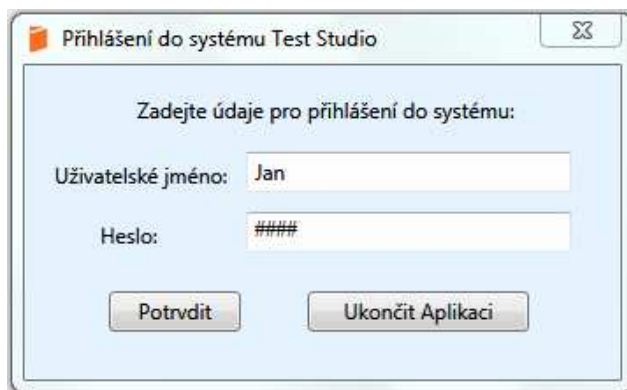 Přihlášení do systému Test Studio
Zadejte údaje pro přihlášení do systému:
Uživatelské jméno: Jan
Heslo: ####
Potrvdit Ukončit Aplikaci